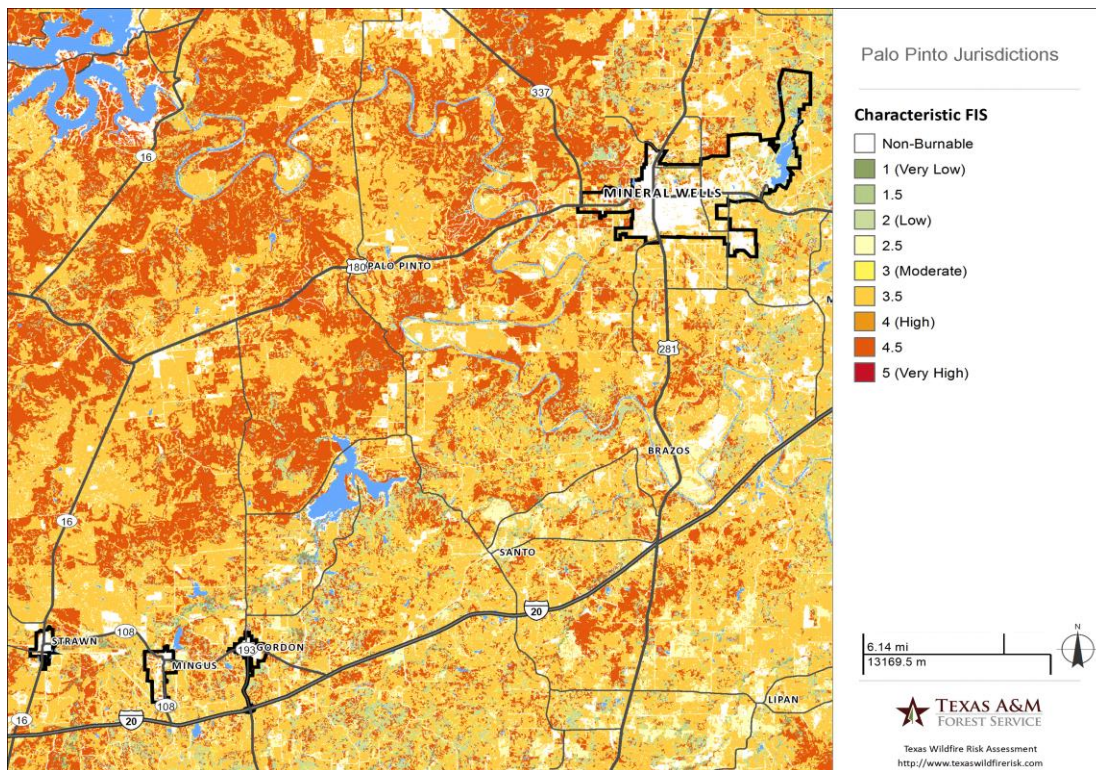 Palo Pinto Jurisdictions
Characteristic FIS
Non-Burnable
1 (Very Low)
1.5
2 (Low)
2.5
3 (Moderate)
3.5
4 (High)
4.5
5 (Very High)
337
16
MINERAL WELLS
180
PALO PINTO
M
281
BRAZOS
16
SANTO
20
108
STRAWN
193
GORDON
MINGUS
LIPAN
108
20
16
N
6.14 mi
13169.5 m
TEXAS A&M
FOREST SERVICE
Texas Wildfire Risk Assessment
http://www.texaswildfirerisk.com